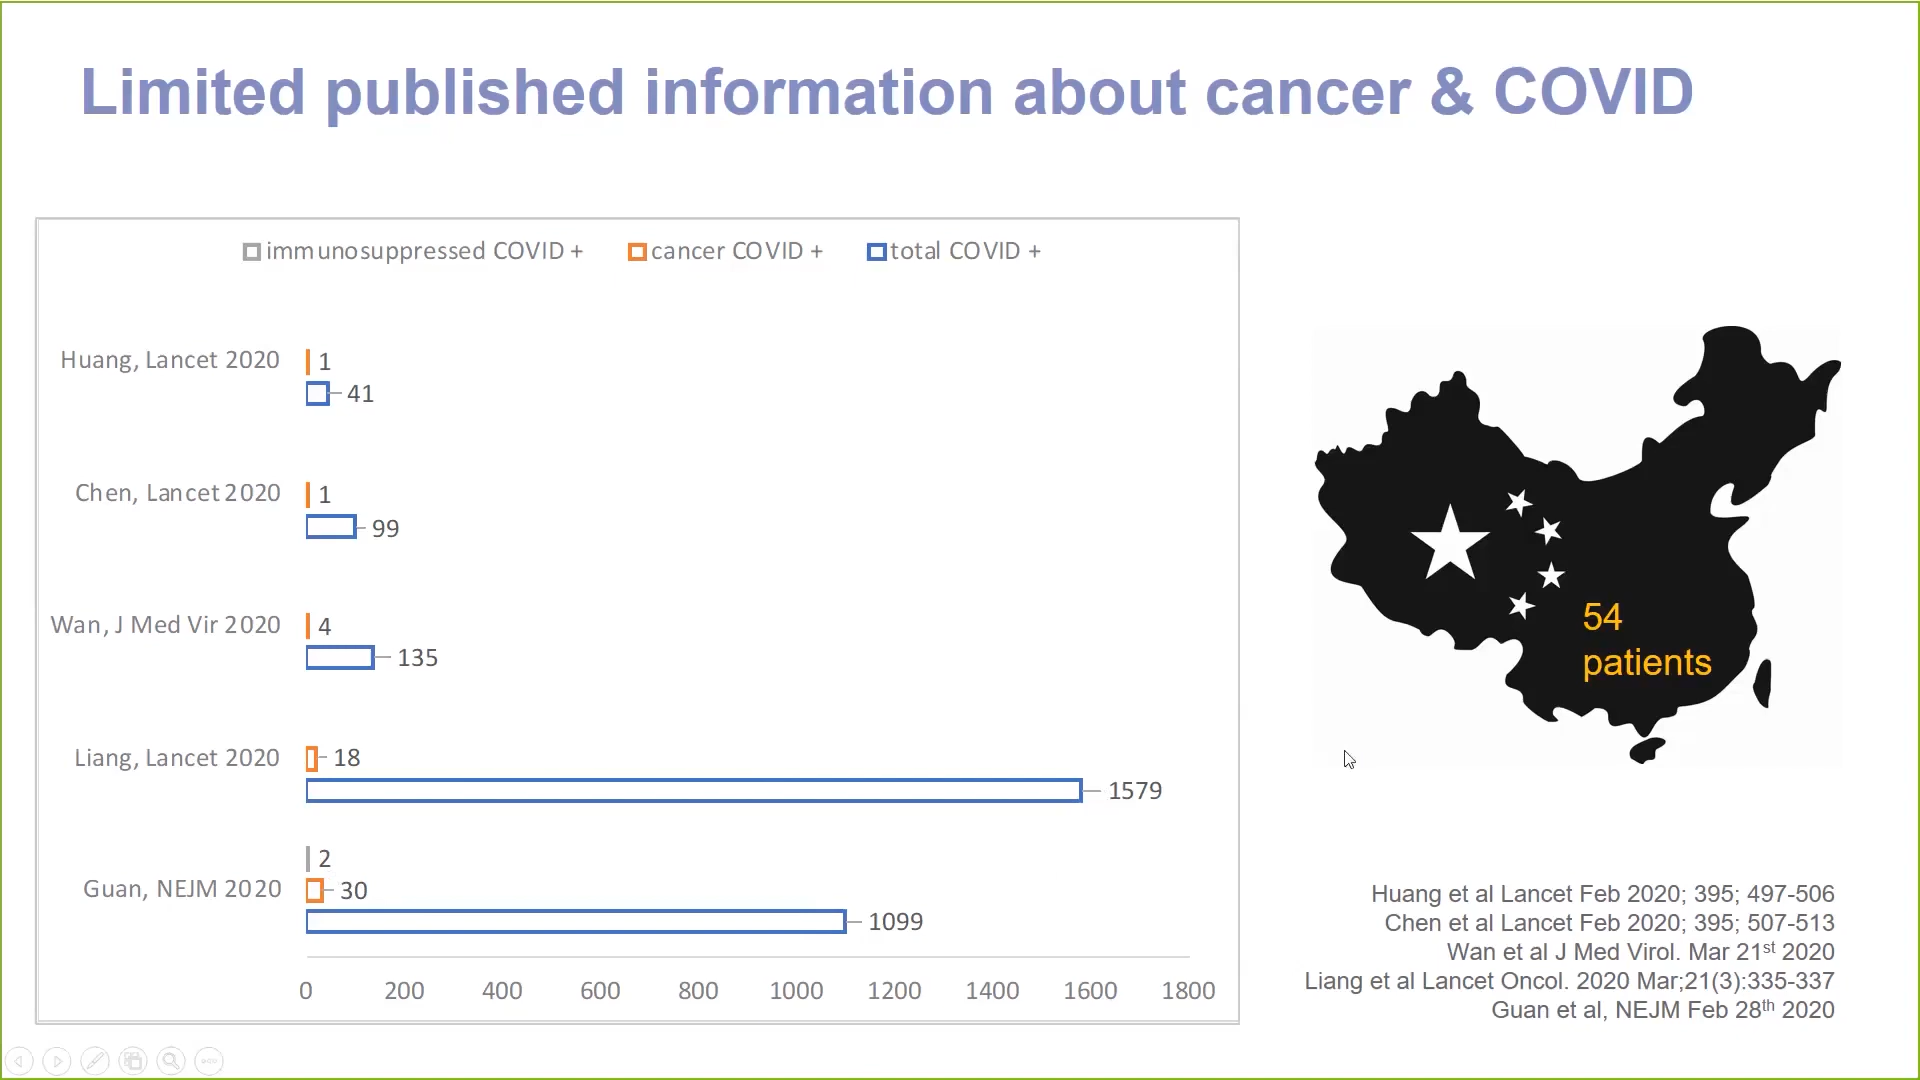 Limited published information about cancer & COVID
immunosuppressed COVID + cancer COVID + total COVID +
Huang, Lancet 2020 1
41
Chen, Lancet 2020 1
99
Wan, J Med Vir 2020 4
135
Liang, Lancet 2020 18
1579
2
Guan, NEJM 2020 30
1099
0 200 400 600 800 1000 1200 1400 1600 1800
54
patients
Huang et al Lancet Feb 2020; 395; 497-506
Chen et al Lancet Feb 2020; 395; 507-513
Wan et al J Med Virol. Mar 21st 2020
Liang et al Lancet Oncol. 2020 Mar;21(3):335-337
Guan et al, NEJM Feb 28th 2020